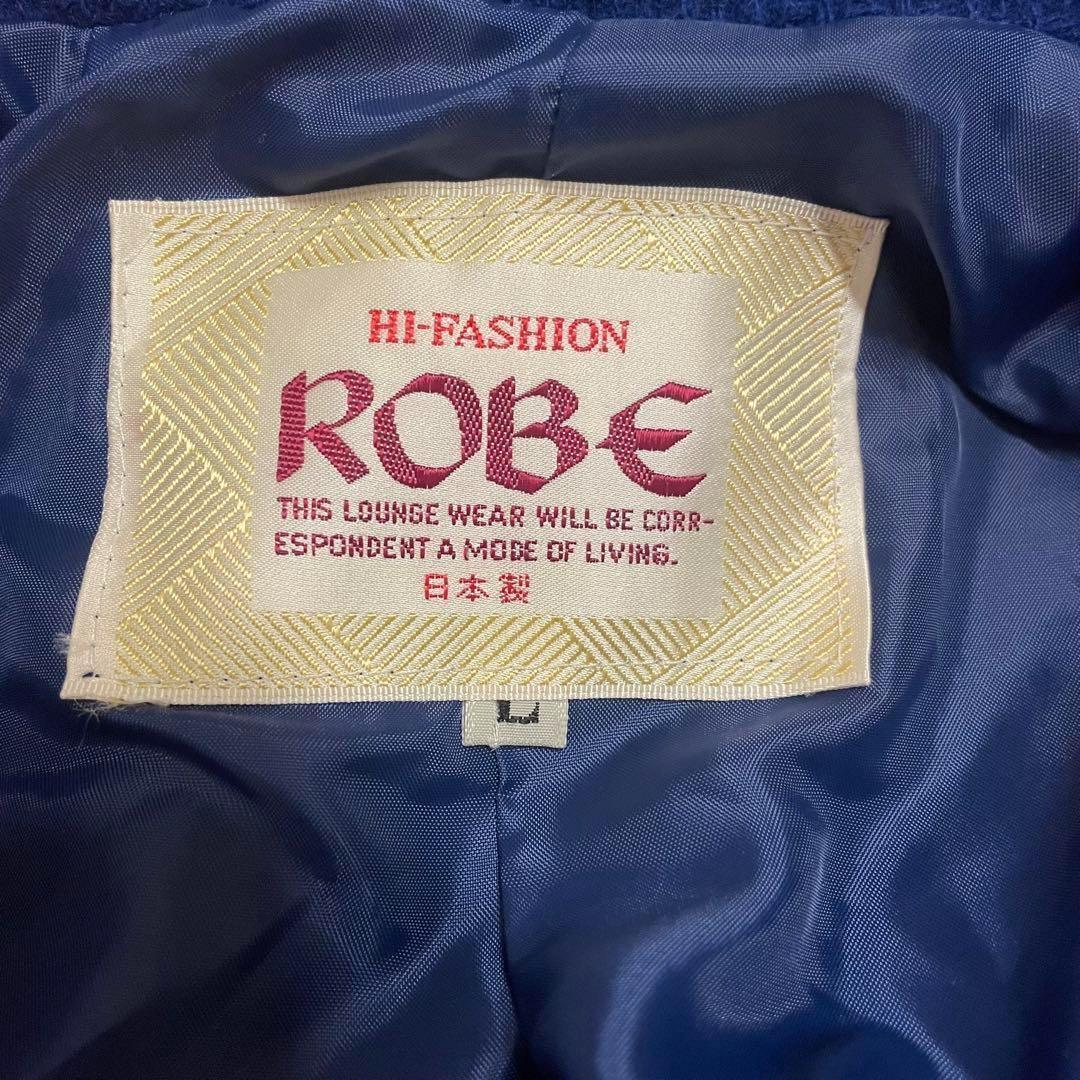 HI-FASHION
ROBE
THIS LOUNGE WEAR WILL BE CORR-
ESPONDENT A MODE OF LIVING.
日本製
L